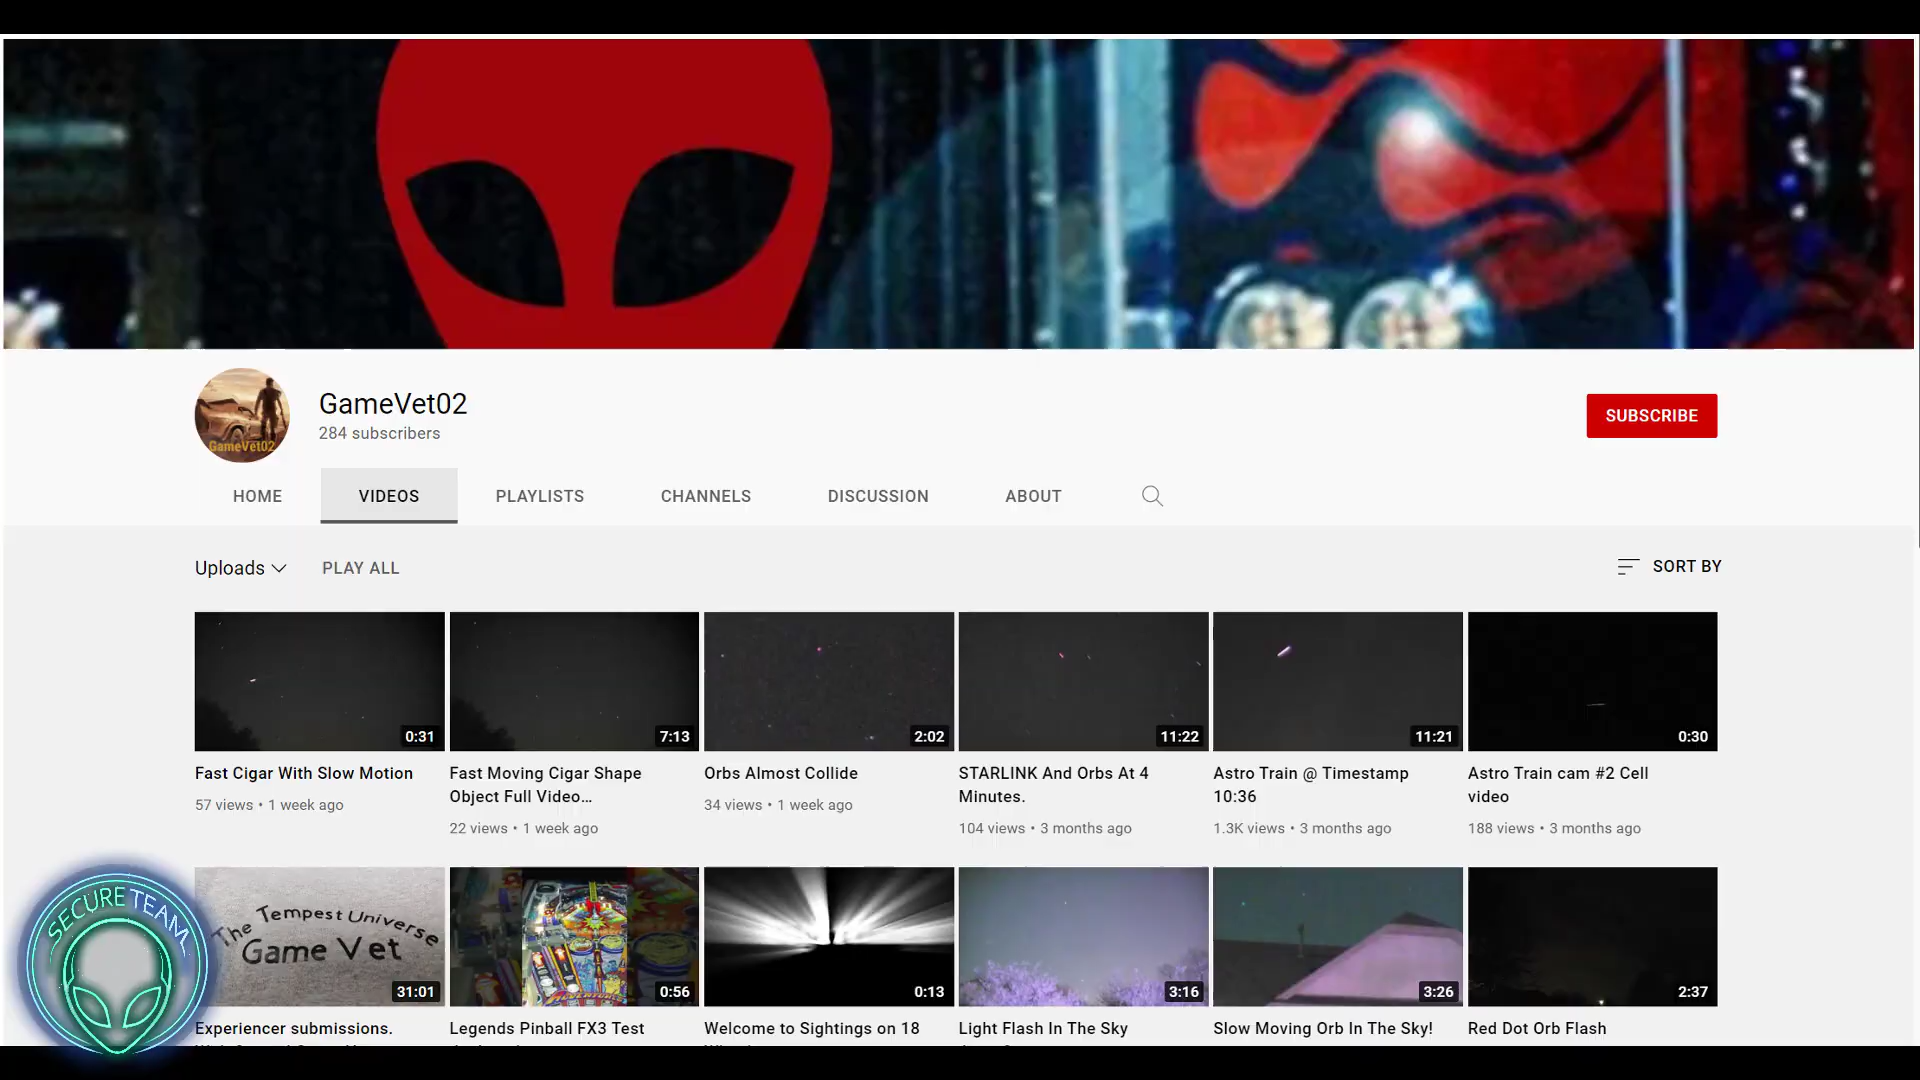 GameVet02
GameVet02
284 subscribers
SUBSCRIBE
HOME
VIDEOS
PLAYLISTS
CHANNELS
DISCUSSION
ABOUT
Uploads
PLAY ALL
SORT BY
0:31
7:13
2:02
11:22
11:21
0:30
Fast Cigar With Slow Motion
57 views • 1 week ago
Fast Moving Cigar Shape
Object Full Video...
22 views • 1 week ago
Orbs Almost Collide
34 views • 1 week ago
STARLINK And Orbs At 4
Minutes.
104 views • 3 months ago
Astro Train @ Timestamp
10:36
1.3K views • 3 months ago
Astro Train cam #2 Cell
video
188 views • 3 months ago
SECURETEAM
The Tempest Universe
Game Vet
31:01
0:56
0:13
3:16
3:26
2:37
Experiencer submissions.
Legends Pinball FX3 Test
Welcome to Sightings on 18
Light Flash In The Sky
Slow Moving Orb In The Sky!
Red Dot Orb Flash